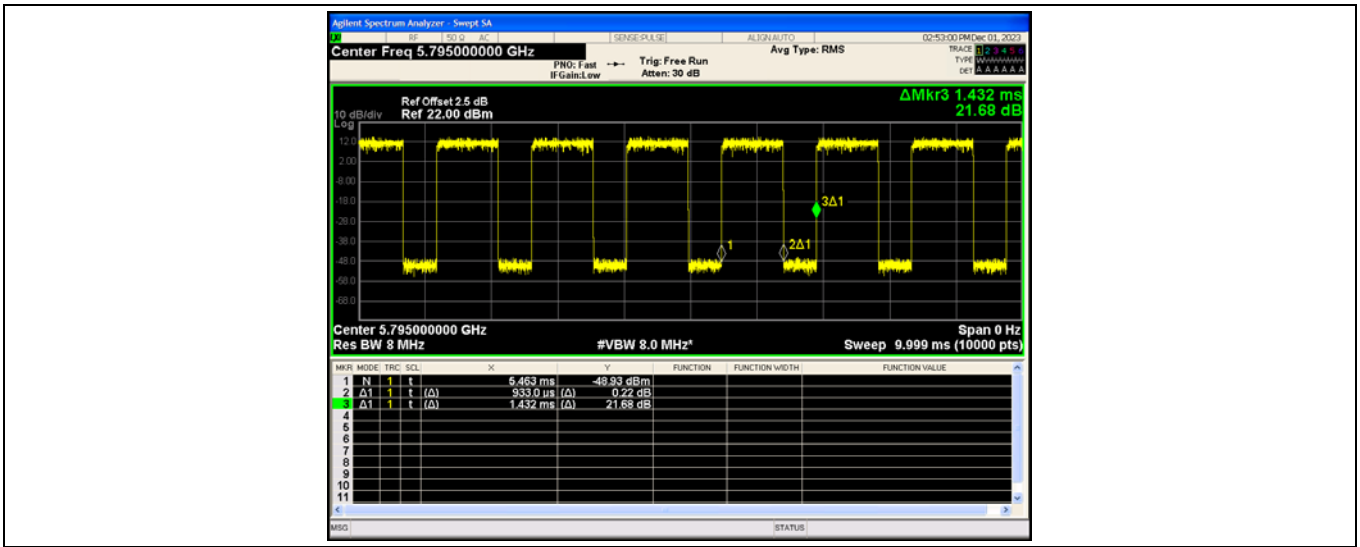 Agilent Spectrum Analyzer - Swept SA
RF 50 Ω AC SENSE:PULSE ALIGN AUTO 02:53:00 PM Dec 01, 2023
Center Freq 5.795000000 GHz Avg Type: RMS TRACE 1 2 3 4 5 6
PNO: Fast Trig: Free Run TYPE
IFGain:Low Atten: 30 dB DET A A A A A A
ΔMkr3 1.432 ms
21.68 dB
Ref Offset 2.5 dB
10 dB/div Ref 22.00 dBm
Log
12.0
2.00
-8.00
-18.0
3Δ1
-28.0
-38.0
1 2Δ1
-48.0
-58.0
-68.0
Center 5.795000000 GHz Span 0 Hz
Res BW 8 MHz #VBW 8.0 MHz* Sweep 9.999 ms (10000 pts)
MKR MODE TRC SCL X Y FUNCTION FUNCTION WIDTH FUNCTION VALUE
1 N 1 t 5.463 ms -48.93 dBm
2 Δ1 1 t (Δ) 933.0 µs (Δ) 0.22 dB
3 Δ1 1 t (Δ) 1.432 ms (Δ) 21.68 dB
4
5
6
7
8
9
10
11
MSG STATUS